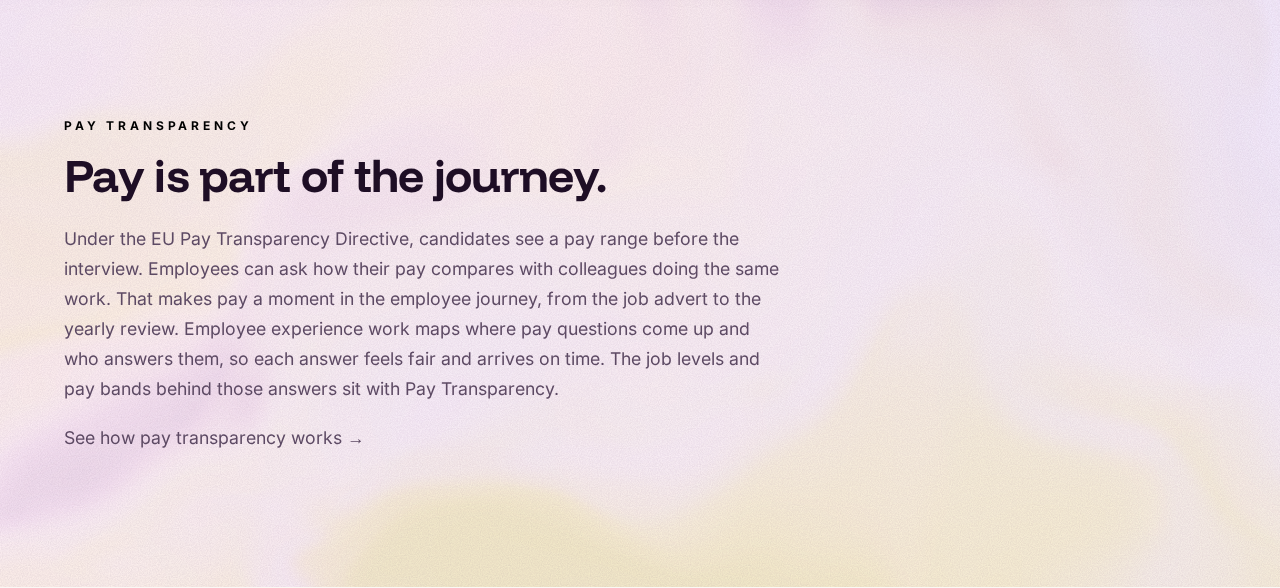 PAY TRANSPARENCY
Pay is part of the journey.
Under the EU Pay Transparency Directive, candidates see a pay range before the
interview. Employees can ask how their pay compares with colleagues doing the same
work. That makes pay a moment in the employee journey, from the job advert to the
yearly review. Employee experience work maps where pay questions come up and
who answers them, so each answer feels fair and arrives on time. The job levels and
pay bands behind those answers sit with Pay Transparency.
See how pay transparency works →